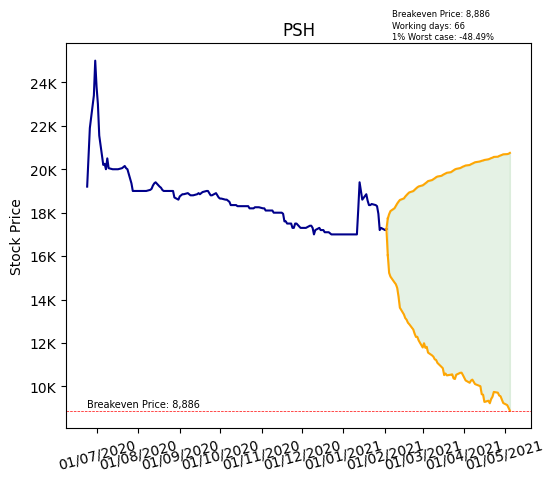 Breakeven Price: 8,886
Working days: 66
1% Worst case: -48.49%
PSH
Stock Price
24K
22K
20K
18K
16K
14K
12K
10K
Breakeven Price: 8,886
01/07/2020
01/08/2020
01/09/2020
01/10/2020
01/11/2020
01/12/2020
01/01/2021
01/02/2021
01/03/2021
01/04/2021
01/05/2021